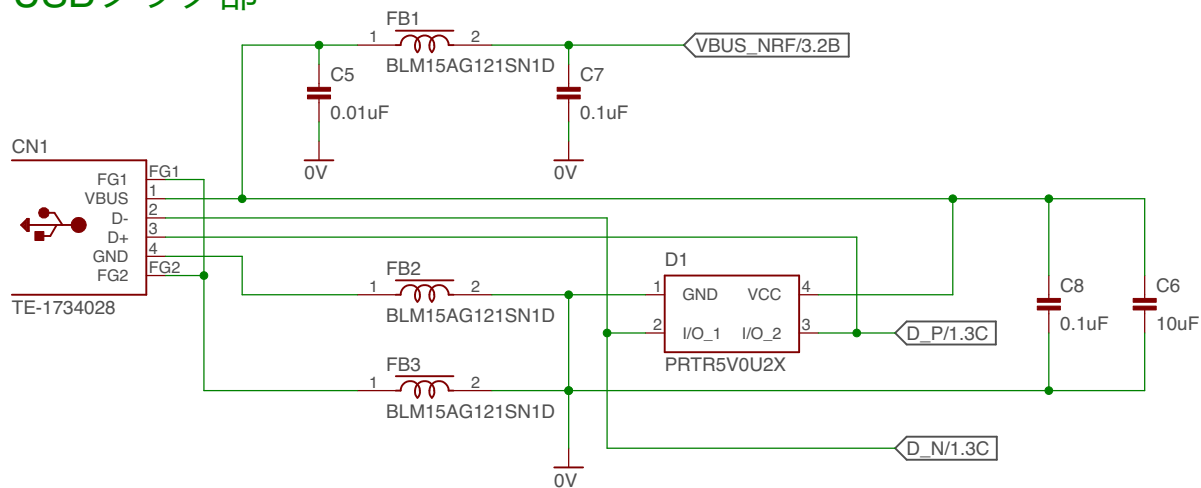 FB1
1
2
VBUS_NRF/3.2B
BLM15AG121SN1D
C5
0.01uF
C7
0.1uF
0V
0V
CN1
FG1
FG1
VBUS
1
D-
2
D+
3
GND
4
FG2
FG2
TE-1734028
FB2
1
2
BLM15AG121SN1D
D1
1
GND
VCC
4
2
I/O_1
I/O_2
3
PRTR5V0U2X
D_P/1.3C
C8
0.1uF
C6
10uF
FB3
1
2
BLM15AG121SN1D
D_N/1.3C
0V